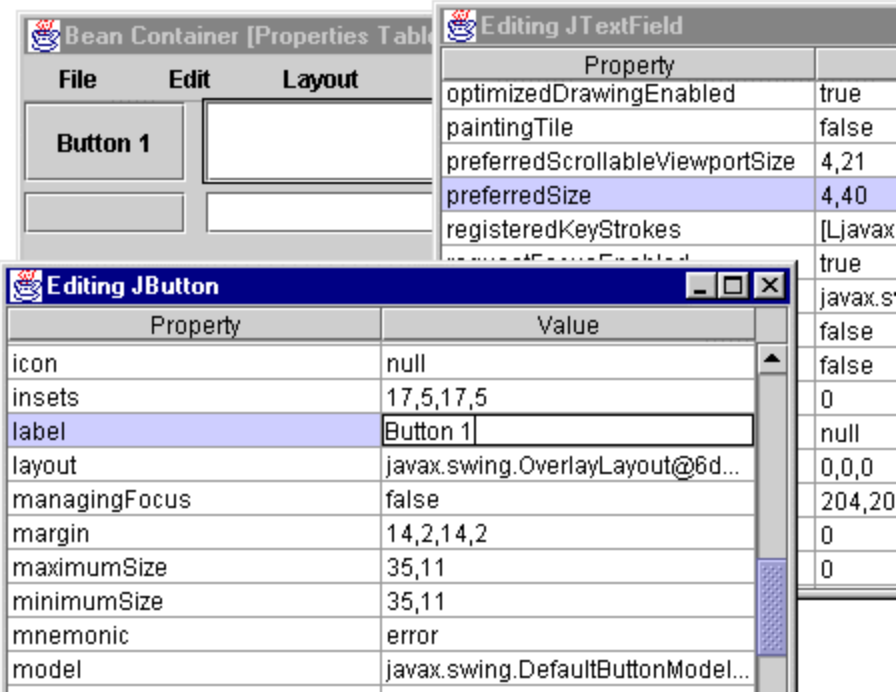 Bean Container [Properties Table
File Edit Layout
Button 1
Editing JTextField
Property
optimizedDrawingEnabled true
paintingTile false
preferredScrollableViewportSize 4,21
preferredSize 4,40
registeredKeyStrokes [Ljavax
requestFocusEnabled true
javax.s
false
false
0
null
0,0,0
204,20
0
0
Editing JButton
Property Value
icon null
insets 17,5,17,5
label Button 1
layout javax.swing.OverlayLayout@6d...
managingFocus false
margin 14,2,14,2
maximumSize 35,11
minimumSize 35,11
mnemonic error
model javax.swing.DefaultButtonModel...